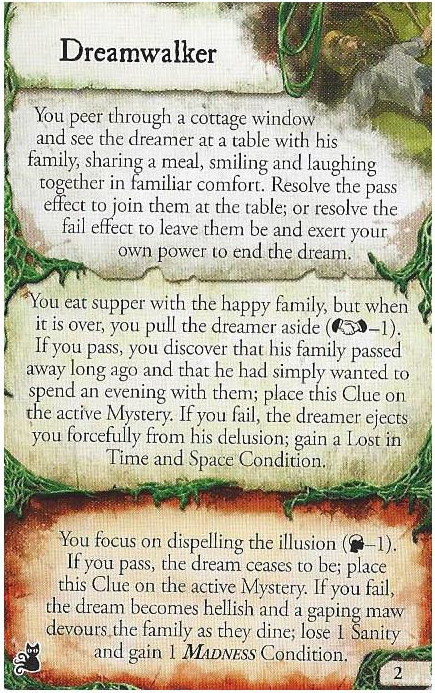 Dreamwalker
You peer through a cottage window
and see the dreamer at a table with his
family, sharing a meal, smiling and laughing
together in familiar comfort. Resolve the pass
effect to join them at the table; or resolve the
fail effect to leave them be and exert your
own power to end the dream.
You eat supper with the happy family, but when
it is over, you pull the dreamer aside (–1).
If you pass, you discover that his family passed
away long ago and that he had simply wanted to
spend an evening with them; place this Clue on
the active Mystery. If you fail, the dreamer ejects
you forcefully from his delusion; gain a Lost in
Time and Space Condition.
You focus on dispelling the illusion (–1).
If you pass, the dream ceases to be; place
this Clue on the active Mystery. If you fail,
the dream becomes hellish and a gaping maw
devours the family as they dine; lose 1 Sanity
and gain 1 MADNESS Condition.
2